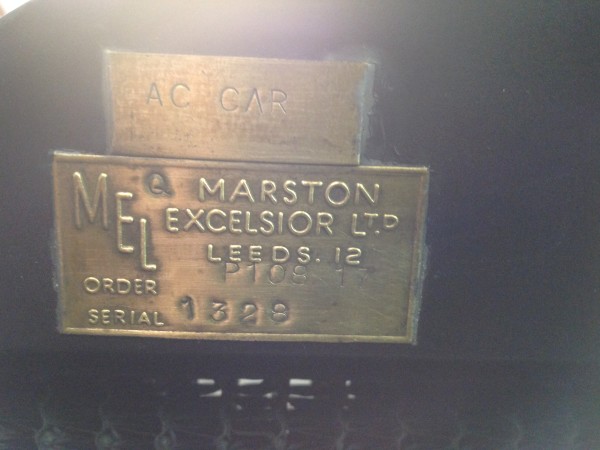 AC CAR
MEL Q MARSTON
EXCELSIOR LTD
LEEDS. 12
ORDER P108 17
SERIAL 1328